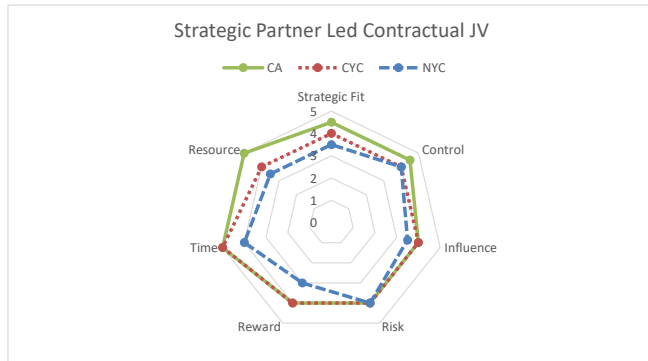 Strategic Partner Led Contractual JV
CA CYC NYC
Strategic Fit
Control
Influence
Risk
Reward
Time
Resource
5
4
3
2
1
0